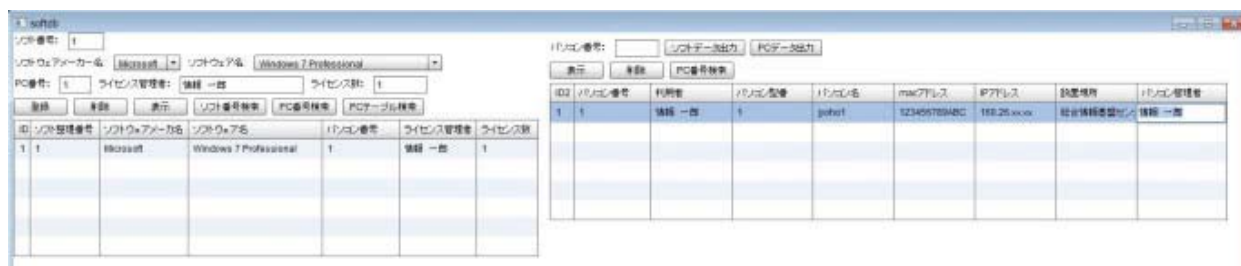 softdb
ソフト番号: 1
ソフトウェアメーカー名 Microsoft ソフトウェア名 Windows 7 Professional
PC番号: 1 ライセンス管理者: 情報 一郎 ライセンス数: 1
登録 削除 表示 ソフト番号検索 PC番号検索 PCテーブル検索
ID ソフト整理番号 ソフトウェアメーカ名 ソフトウェア名 パソコン番号 ライセンス管理者 ライセンス数
1 1 Microsoft Windows 7 Professional 1 情報 一郎 1
パソコン番号: ソフトデータ出力 PCデータ出力
表示 削除 PC番号検索
ID2 パソコン番号 利用者 パソコン型番 パソコン名 macアドレス IPアドレス 設置場所 パソコン管理者
1 1 情報 一郎 1 123456789ABC 総合情報基盤セン 情報 一郎